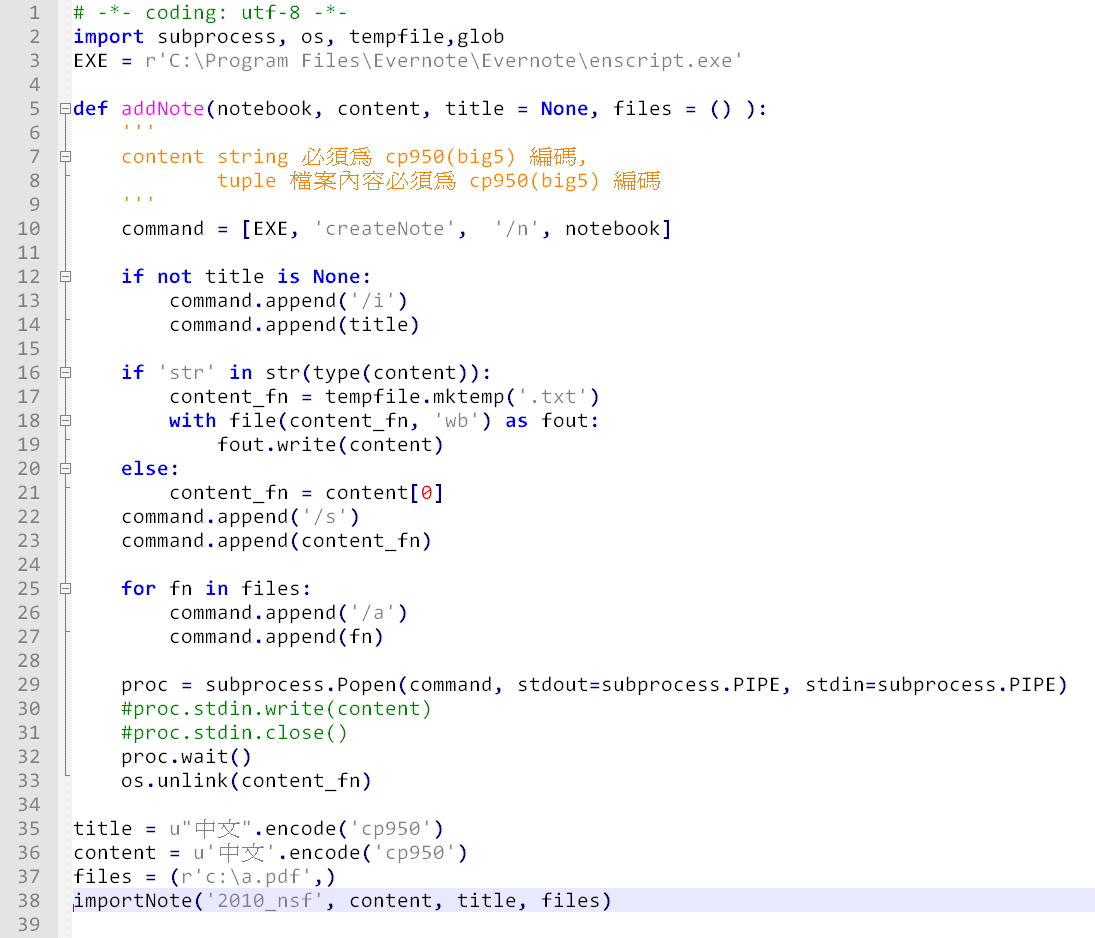 1 # -*- coding: utf-8 -*-
2 import subprocess, os, tempfile,glob
3 EXE = r'C:\Program Files\Evernote\Evernote\enscript.exe'
4
5 def addNote(notebook, content, title = None, files = () ):
6     '''
7     content string 必須為 cp950(big5) 編碼,
8             tuple 檔案內容必須為 cp950(big5) 編碼
9     '''
10     command = [EXE, 'createNote',  '/n', notebook]
11
12     if not title is None:
13         command.append('/i')
14         command.append(title)
15
16     if 'str' in str(type(content)):
17         content_fn = tempfile.mktemp('.txt')
18         with file(content_fn, 'wb') as fout:
19             fout.write(content)
20     else:
21         content_fn = content[0]
22     command.append('/s')
23     command.append(content_fn)
24
25     for fn in files:
26         command.append('/a')
27         command.append(fn)
28
29     proc = subprocess.Popen(command, stdout=subprocess.PIPE, stdin=subprocess.PIPE)
30     #proc.stdin.write(content)
31     #proc.stdin.close()
32     proc.wait()
33     os.unlink(content_fn)
34
35 title = u"中文".encode('cp950')
36 content = u'中文'.encode('cp950')
37 files = (r'c:\a.pdf',)
38 importNote('2010_nsf', content, title, files)
39